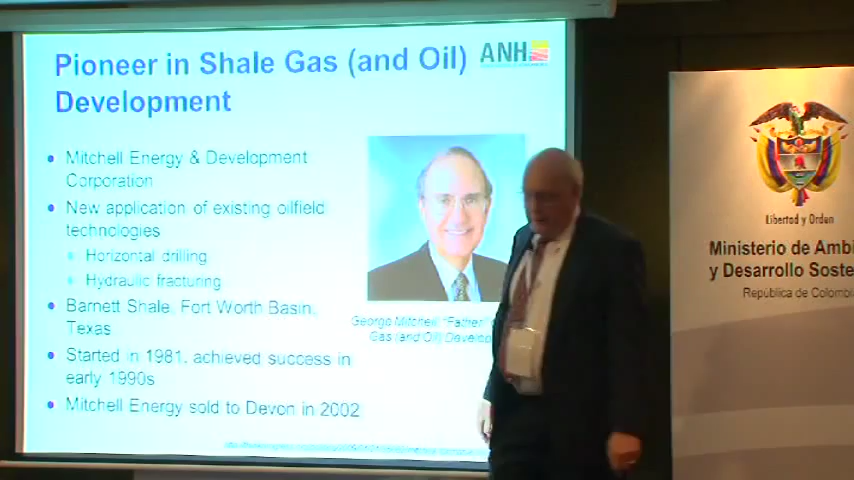 Pioneer in Shale Gas (and Oil)
Development
ANH
• Mitchell Energy & Development
Corporation
• New application of existing oilfield
technologies
Horizontal drilling
Hydraulic fracturing
• Barnett Shale, Fort Worth Basin,
Texas
• Started in 1981, achieved success in
early 1990s
• Mitchell Energy sold to Devon in 2002
George Mitchell "Father
Gas (and Oil) Develop
Libertad y Orden
Ministerio de Ambi
y Desarrollo Soste
República de Colombi